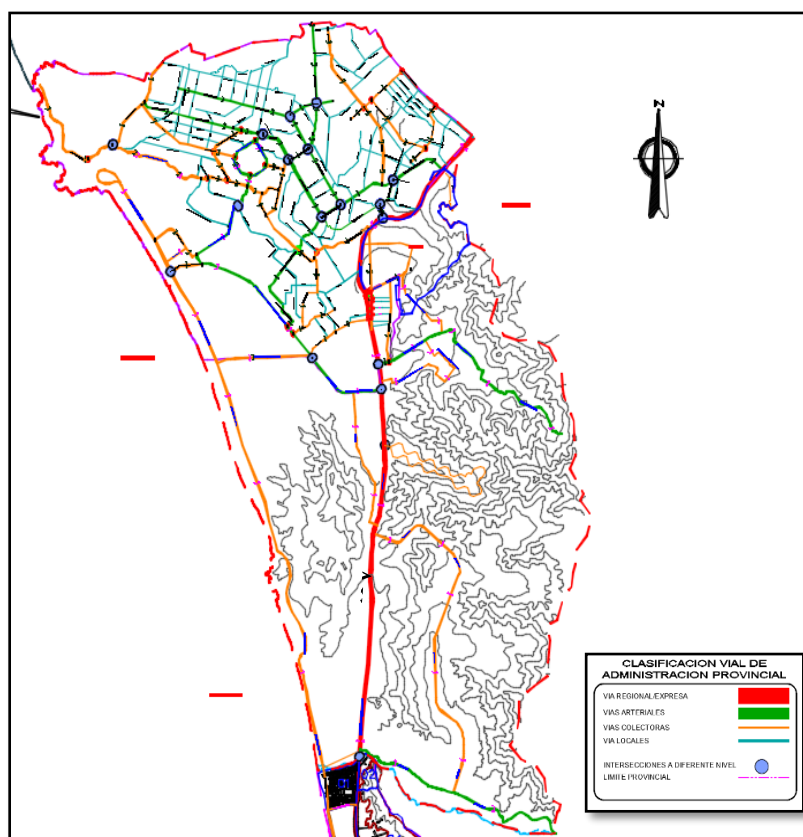 N
CLASIFICACION VIAL DE
ADMINISTRACION PROVINCIAL
VIA REGIONAL/EXPRESA
VIAS ARTERIALES
VIAS COLECTORAS
VIA LOCALES
INTERSECCIONES A DIFERENTE NIVEL
LIMITE PROVINCIAL